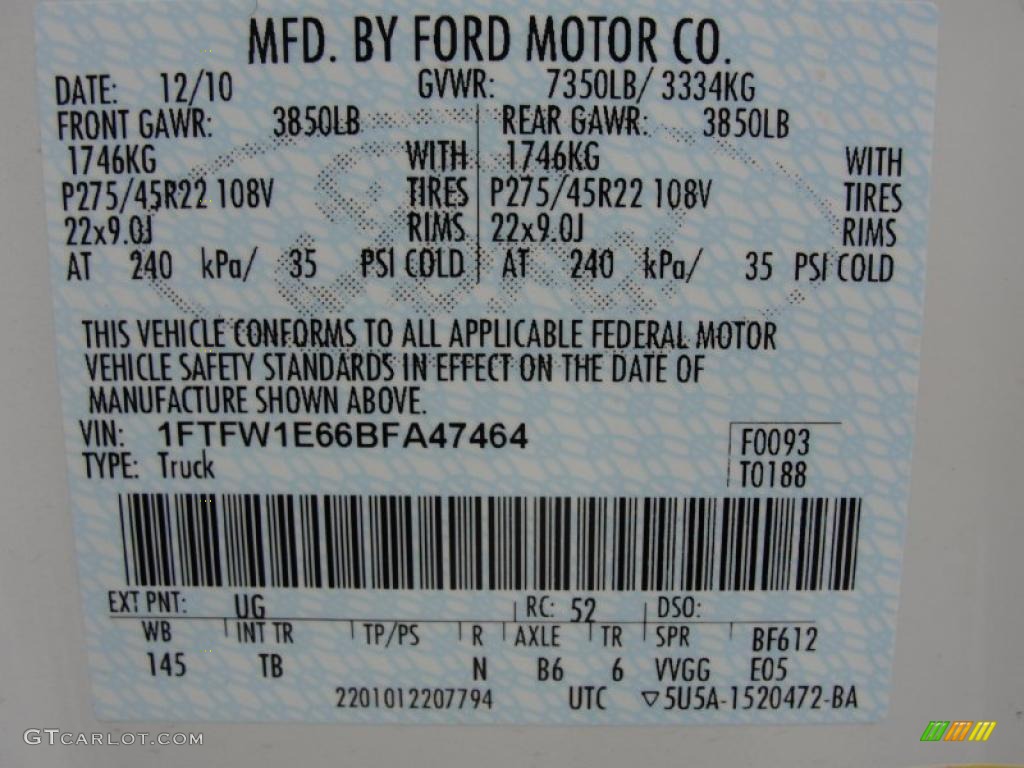 MFD. BY FORD MOTOR CO.
DATE: 12/10 GVWR: 7350LB/ 3334KG
FRONT GAWR: 3850LB REAR GAWR: 3850LB
1746KG WITH 1746KG WITH
P275/45R22 108V TIRES P275/45R22 108V TIRES
22x9.0J RIMS 22x9.0J RIMS
AT 240 kPa/ 35 PSI COLD AT 240 kPa/ 35 PSI COLD
THIS VEHICLE CONFORMS TO ALL APPLICABLE FEDERAL MOTOR
VEHICLE SAFETY STANDARDS IN EFFECT ON THE DATE OF
MANUFACTURE SHOWN ABOVE.
VIN: 1FTFW1E66BFA47464 F0093
TYPE: Truck T0188
EXT PNT: UG RC: 52 DSO:
WB INT TR TP/PS R AXLE TR SPR BF612
145 TB N B6 6 VVGG E05
2201012207794 UTC ▽5U5A-1520472-BA
GTCARLOT.COM